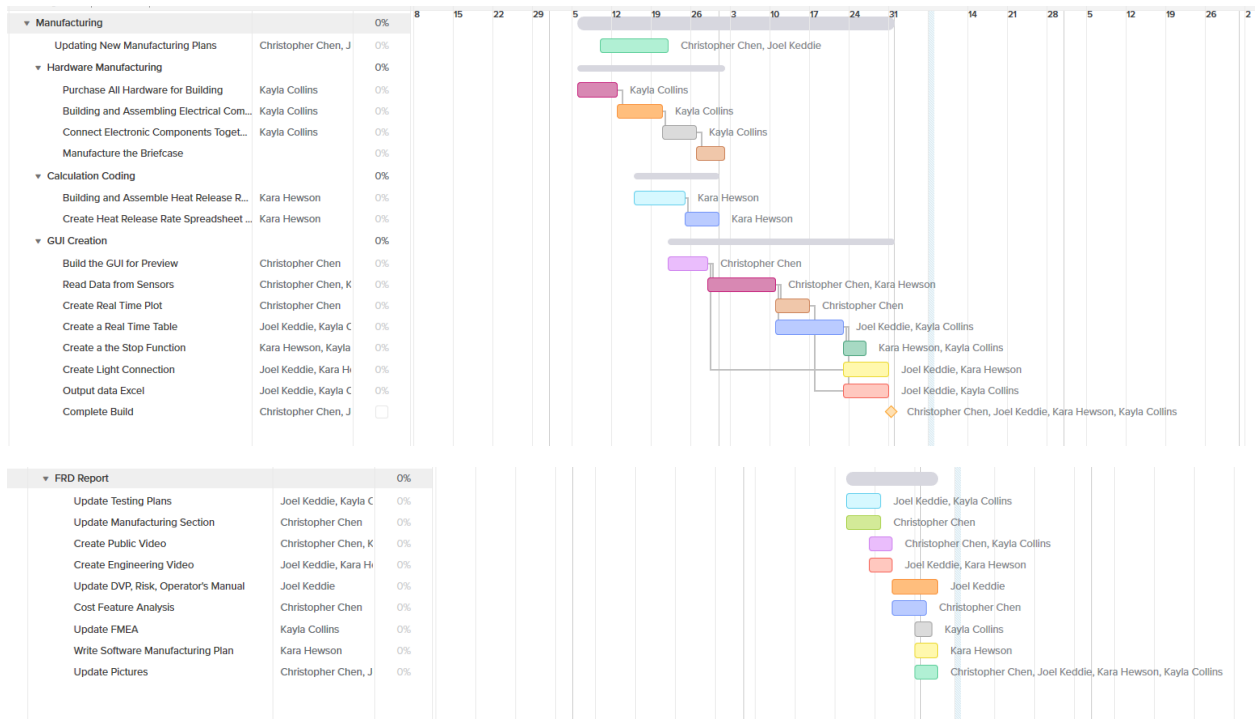 8 15 22 29 5 12 19 26 3 10 17 24 31 14 21 28 5 12 19 26 2
Manufacturing 0%
Updating New Manufacturing Plans Christopher Chen, J 0% Christopher Chen, Joel Keddie
Hardware Manufacturing 0%
Purchase All Hardware for Building Kayla Collins 0% Kayla Collins
Building and Assembling Electrical Com... Kayla Collins 0% Kayla Collins
Connect Electronic Components Toget... Kayla Collins 0% Kayla Collins
Manufacture the Briefcase 0%
Calculation Coding 0%
Building and Assemble Heat Release R... Kara Hewson 0% Kara Hewson
Create Heat Release Rate Spreadsheet ... Kara Hewson 0% Kara Hewson
GUI Creation 0%
Build the GUI for Preview Christopher Chen 0% Christopher Chen
Read Data from Sensors Christopher Chen, K 0% Christopher Chen, Kara Hewson
Create Real Time Plot Christopher Chen 0% Christopher Chen
Create a Real Time Table Joel Keddie, Kayla C 0% Joel Keddie, Kayla Collins
Create a the Stop Function Kara Hewson, Kayla 0% Kara Hewson, Kayla Collins
Create Light Connection Joel Keddie, Kara H 0% Joel Keddie, Kara Hewson
Output data Excel Joel Keddie, Kayla C 0% Joel Keddie, Kayla Collins
Complete Build Christopher Chen, J Christopher Chen, Joel Keddie, Kara Hewson, Kayla Collins
FRD Report 0%
Update Testing Plans Joel Keddie, Kayla C 0% Joel Keddie, Kayla Collins
Update Manufacturing Section Christopher Chen 0% Christopher Chen
Create Public Video Christopher Chen, K 0% Christopher Chen, Kayla Collins
Create Engineering Video Joel Keddie, Kara H 0% Joel Keddie, Kara Hewson
Update DVP, Risk, Operator's Manual Joel Keddie 0% Joel Keddie
Cost Feature Analysis Christopher Chen 0% Christopher Chen
Update FMEA Kayla Collins 0% Kayla Collins
Write Software Manufacturing Plan Kara Hewson 0% Kara Hewson
Update Pictures Christopher Chen, J 0% Christopher Chen, Joel Keddie, Kara Hewson, Kayla Collins